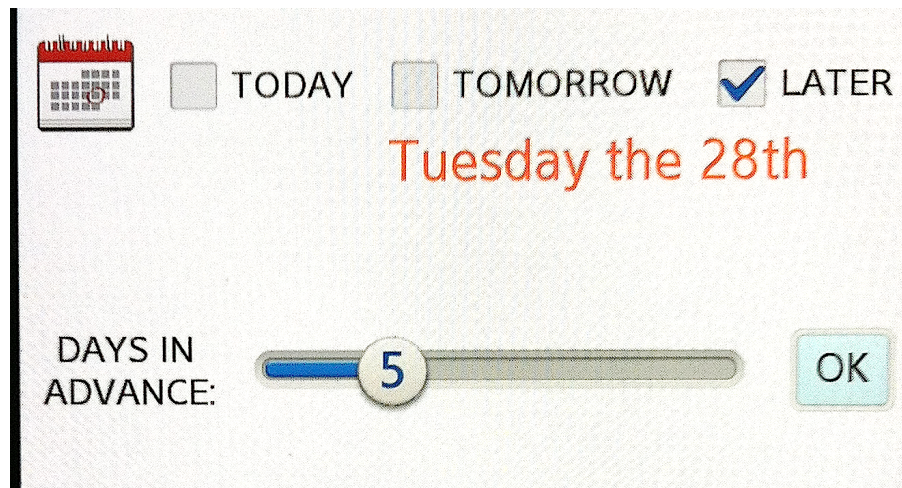 TODAY TOMORROW LATER
Tuesday the 28th
DAYS IN
ADVANCE:
5
OK